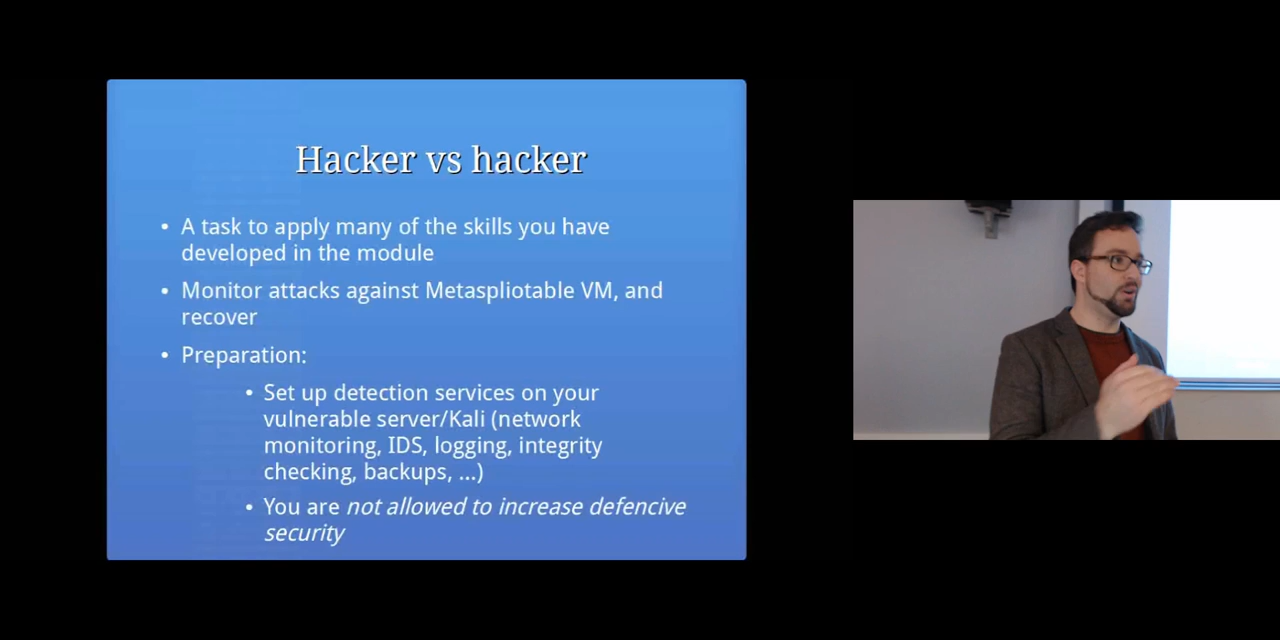 Hacker vs hacker
• A task to apply many of the skills you have
developed in the module
• Monitor attacks against Metaspliotable VM, and
recover
• Preparation:
• Set up detection services on your
vulnerable server/Kali (network
monitoring, IDS, logging, integrity
checking, backups, ...)
• You are not allowed to increase defencive
security